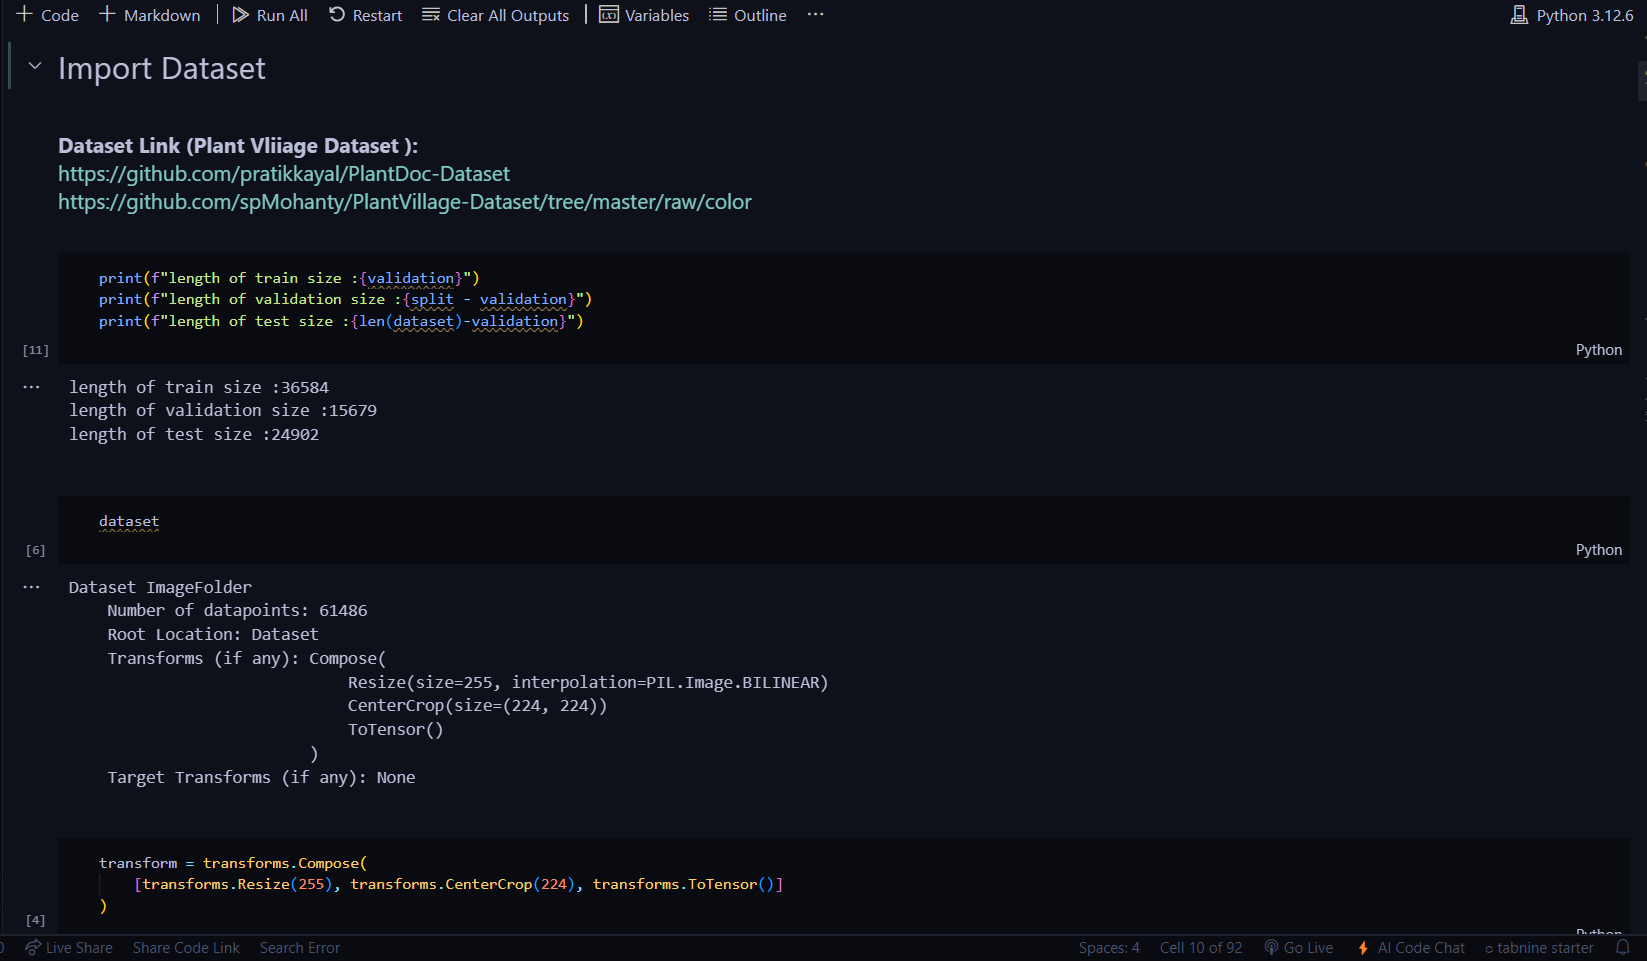 Code Markdown Run All Restart Clear All Outputs (x) Variables Outline ... Python 3.12.6
Import Dataset
Dataset Link (Plant Vliiage Dataset ):
https://github.com/pratikkayal/PlantDoc-Dataset
https://github.com/spMohanty/PlantVillage-Dataset/tree/master/raw/color
print(f"length of train size :{validation}")
print(f"length of validation size :{split - validation}")
print(f"length of test size :{len(dataset)-validation}")
[11] Python
... length of train size :36584
length of validation size :15679
length of test size :24902
dataset
[6] Python
... Dataset ImageFolder
Number of datapoints: 61486
Root Location: Dataset
Transforms (if any): Compose(
Resize(size=255, interpolation=PIL.Image.BILINEAR)
CenterCrop(size=(224, 224))
ToTensor()
)
Target Transforms (if any): None
transform = transforms.Compose(
[transforms.Resize(255), transforms.CenterCrop(224), transforms.ToTensor()]
)
[4]
Python
Live Share Share Code Link Search Error Spaces: 4 Cell 10 of 92 Go Live AI Code Chat tabnine starter